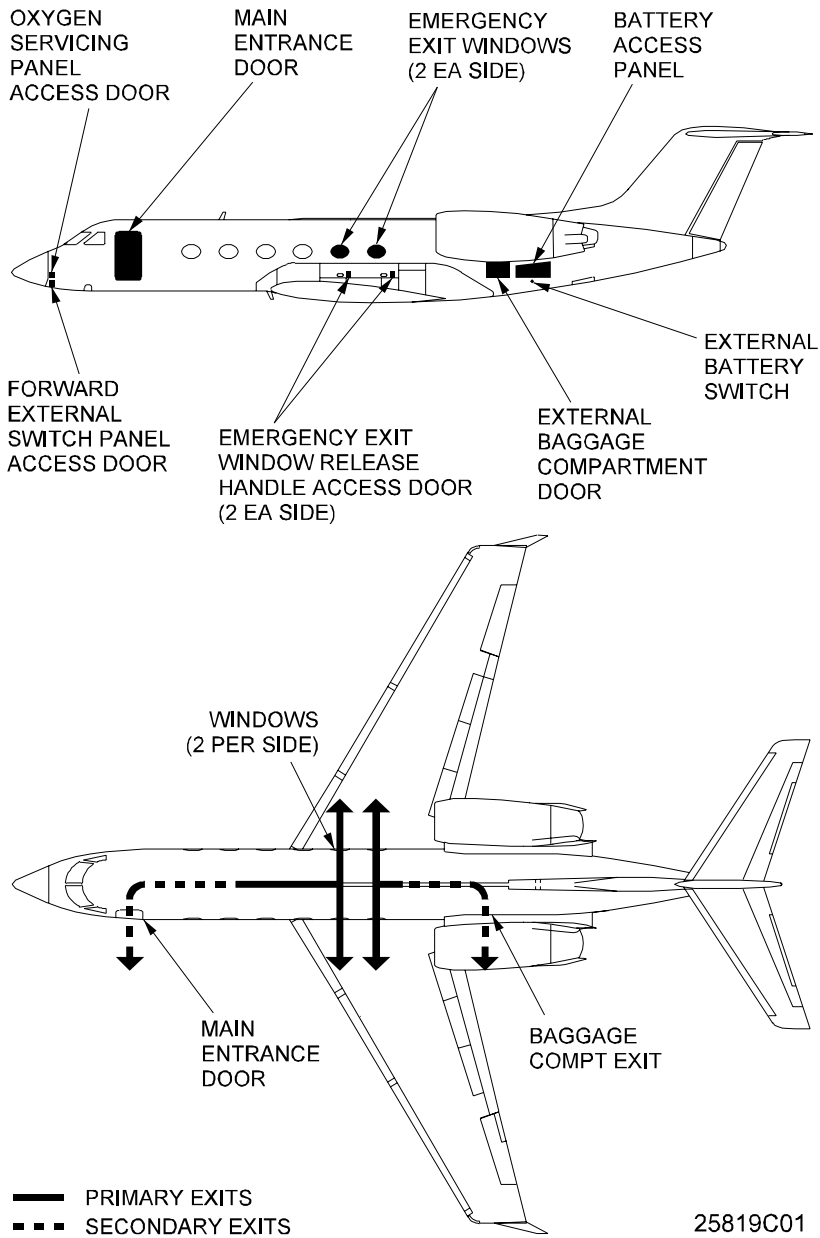 OXYGEN
SERVICING
PANEL
ACCESS DOOR
MAIN
ENTRANCE
DOOR
EMERGENCY
EXIT WINDOWS
(2 EA SIDE)
BATTERY
ACCESS
PANEL
FORWARD
EXTERNAL
SWITCH PANEL
ACCESS DOOR
EMERGENCY EXIT
WINDOW RELEASE
HANDLE ACCESS DOOR
(2 EA SIDE)
EXTERNAL
BAGGAGE
COMPARTMENT
DOOR
EXTERNAL
BATTERY
SWITCH
WINDOWS
(2 PER SIDE)
MAIN
ENTRANCE
DOOR
BAGGAGE
COMPT EXIT
PRIMARY EXITS
SECONDARY EXITS
25819C01